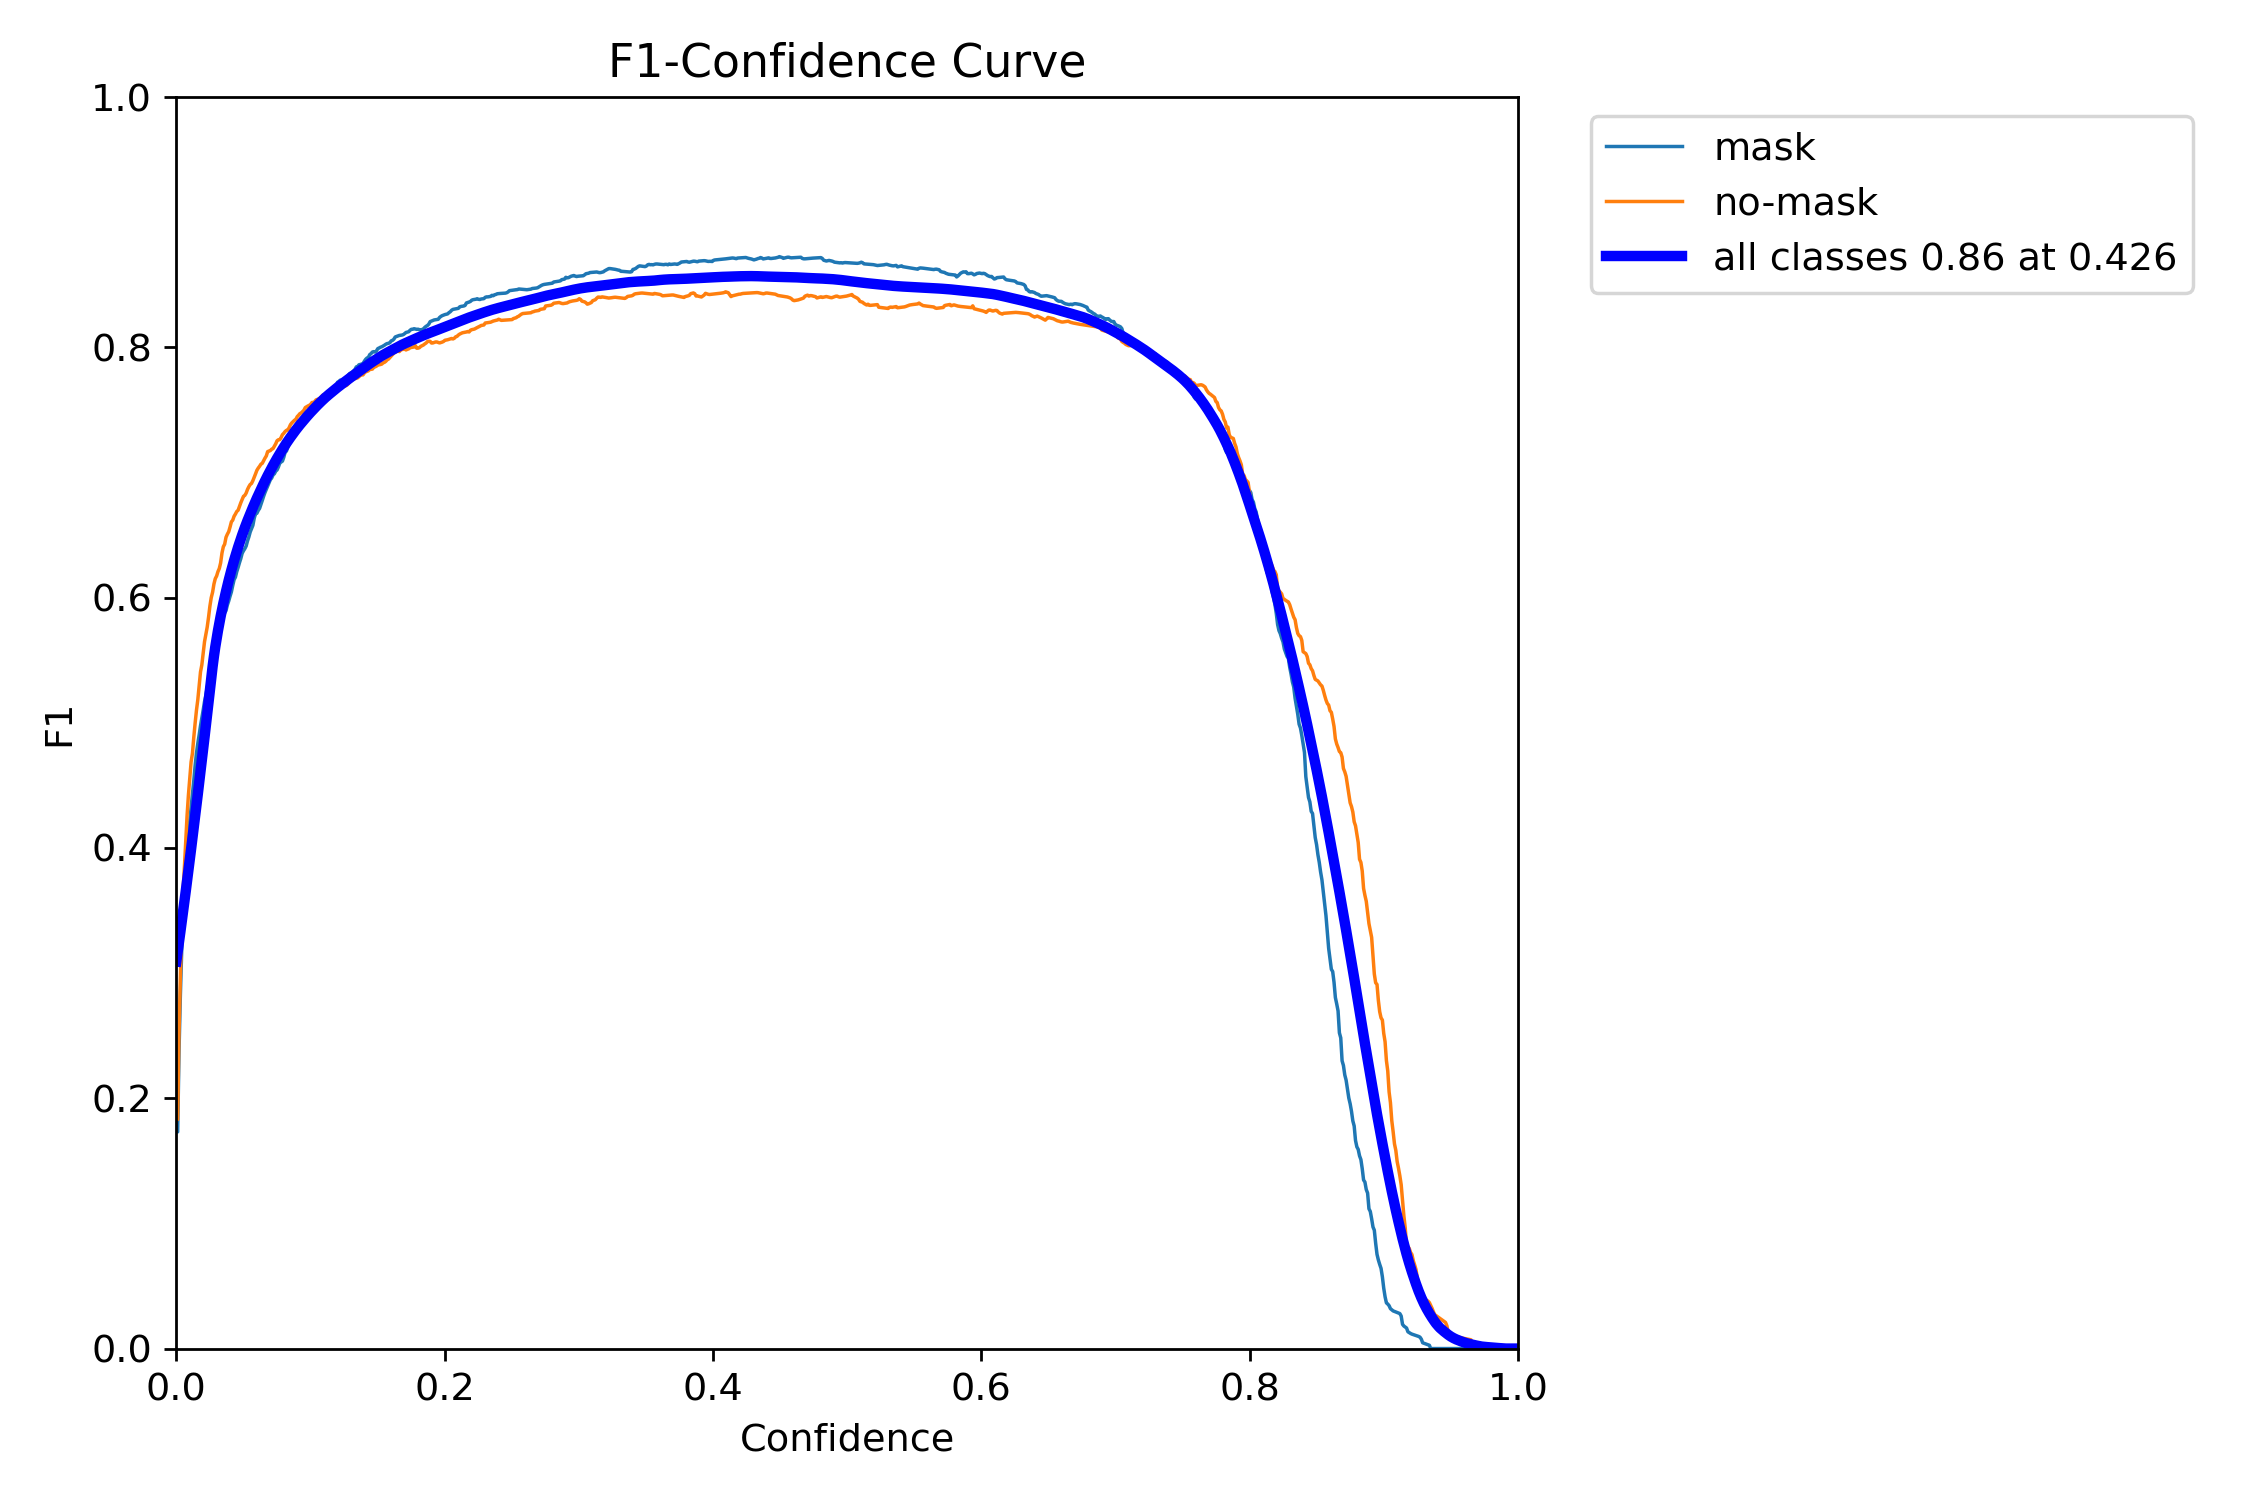 F1-Confidence Curve
mask
no-mask
all classes 0.86 at 0.426
1.0
0.8
0.6
0.4
0.2
0.0
F1
0.0 0.2 0.4 0.6 0.8 1.0
Confidence